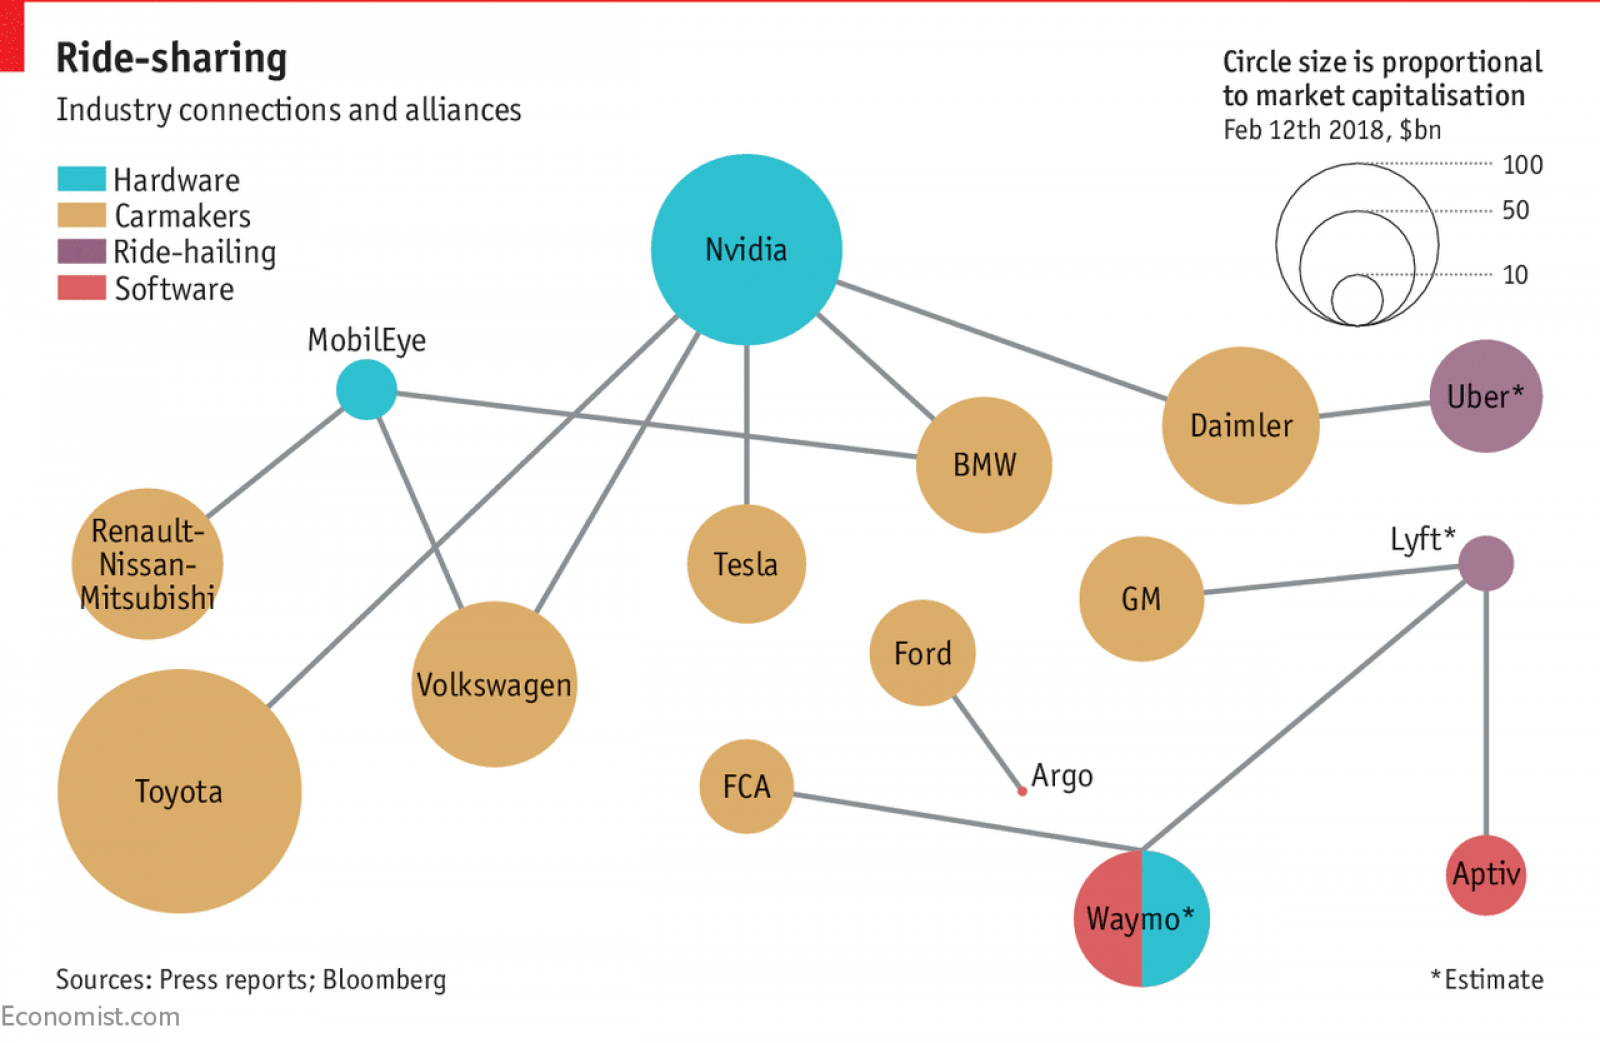 Ride-sharing
Industry connections and alliances
Hardware
Carmakers
Ride-hailing
Software
Circle size is proportional
to market capitalisation
Feb 12th 2018, $bn
100
50
10
Nvidia
MobilEye
Daimler
Uber*
BMW
Renault-
Nissan-
Mitsubishi
Tesla
Lyft*
GM
Ford
Volkswagen
Toyota
FCA
Argo
Waymo*
Aptiv
Sources: Press reports; Bloomberg
*Estimate
Economist.com